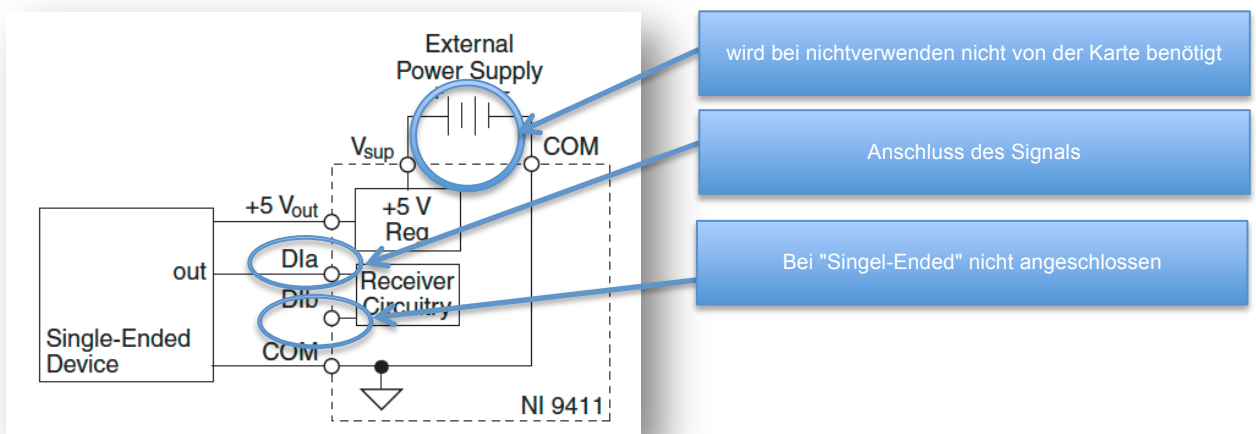 External
Power Supply
+ −
Vsup
COM
+5 Vout
+5 V
Reg
DIa
out
Receiver
Circuitry
DIb
Single-Ended
Device
COM
NI 9411
wird bei nichtverwenden nicht von der Karte benötigt
Anschluss des Signals
Bei "Singel-Ended" nicht angeschlossen